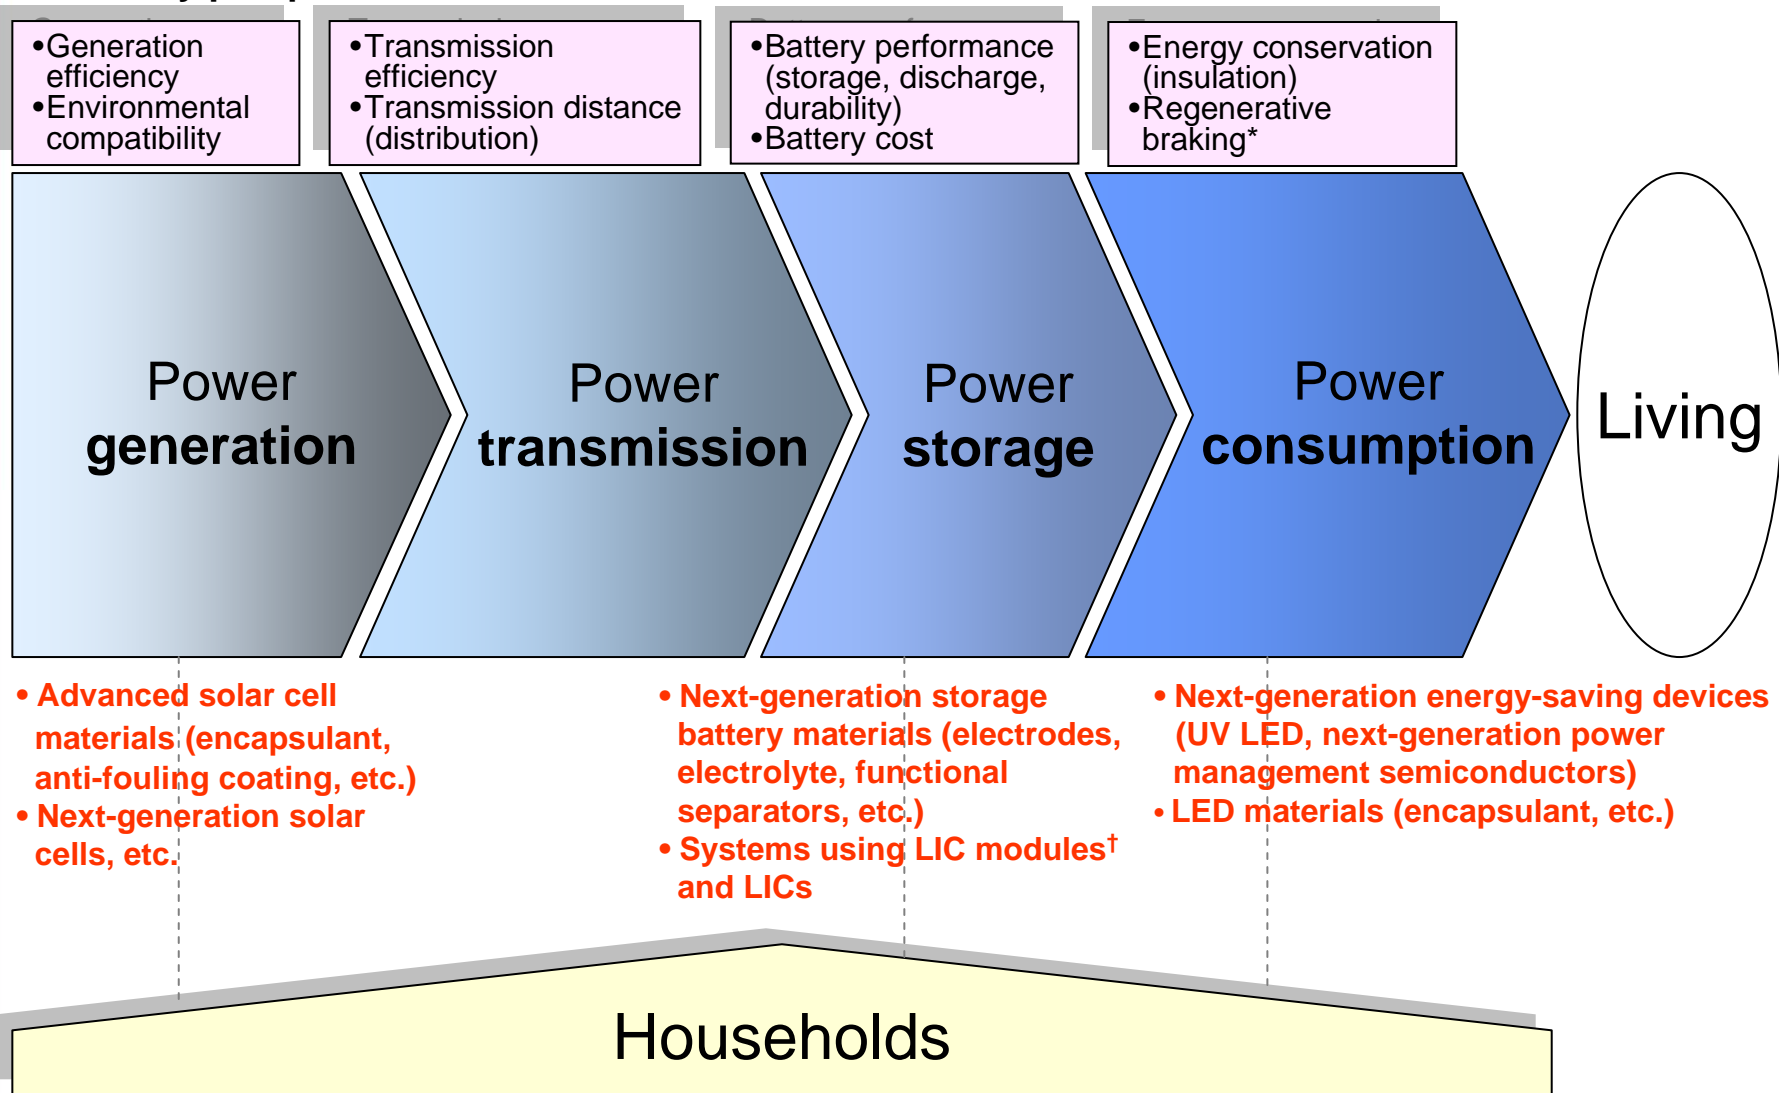 •Generation
efficiency
•Environmental
compatibility
•Transmission
efficiency
•Transmission distance
(distribution)
•Battery performance
(storage, discharge,
durability)
•Battery cost
•Energy conservation
(insulation)
•Regenerative
braking*
Power
generation
Power
transmission
Power
storage
Power
consumption
Living
• Advanced solar cell
materials (encapsulant,
anti-fouling coating, etc.)
• Next-generation solar
cells, etc.
• Next-generation storage
battery materials (electrodes,
electrolyte, functional
separators, etc.)
• Systems using LIC modules†
and LICs
• Next-generation energy-saving devices
(UV LED, next-generation power
management semiconductors)
• LED materials (encapsulant, etc.)
Households